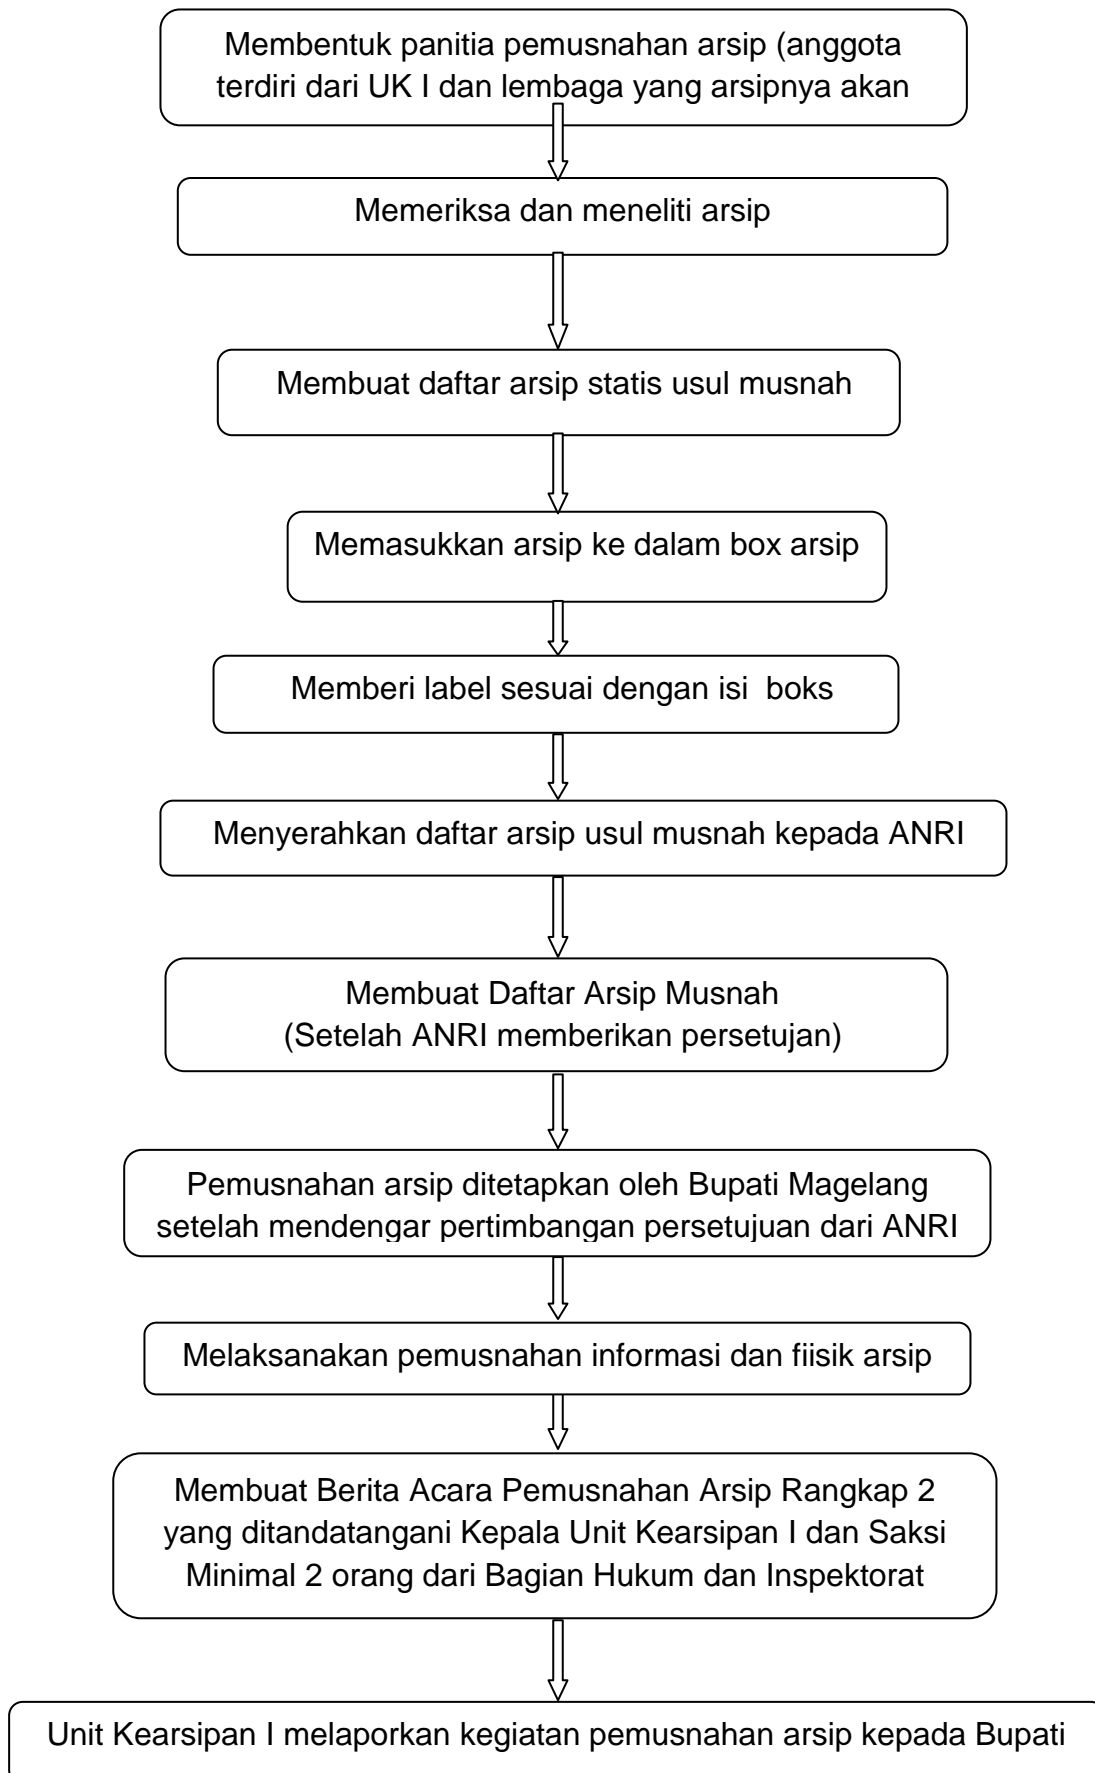 Membentuk panitia pemusnahan arsip (anggota
terdiri dari UK I dan lembaga yang arsipnya akan
Memeriksa dan meneliti arsip
Membuat daftar arsip statis usul musnah
Memasukkan arsip ke dalam box arsip
Memberi label sesuai dengan isi  boks
Menyerahkan daftar arsip usul musnah kepada ANRI
Membuat Daftar Arsip Musnah
(Setelah ANRI memberikan persetujan)
Pemusnahan arsip ditetapkan oleh Bupati Magelang
setelah mendengar pertimbangan persetujuan dari ANRI
Melaksanakan pemusnahan informasi dan fiisik arsip
Membuat Berita Acara Pemusnahan Arsip Rangkap 2
yang ditandatangani Kepala Unit Kearsipan I dan Saksi
Minimal 2 orang dari Bagian Hukum dan Inspektorat
Unit Kearsipan I melaporkan kegiatan pemusnahan arsip kepada Bupati